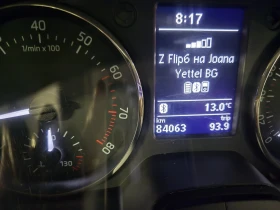 8:17
Z Flip6 на Joana
Yettel BG
13.0°C
km trip
84063 93.9
40 50 60 70 80
1/min x 100
130